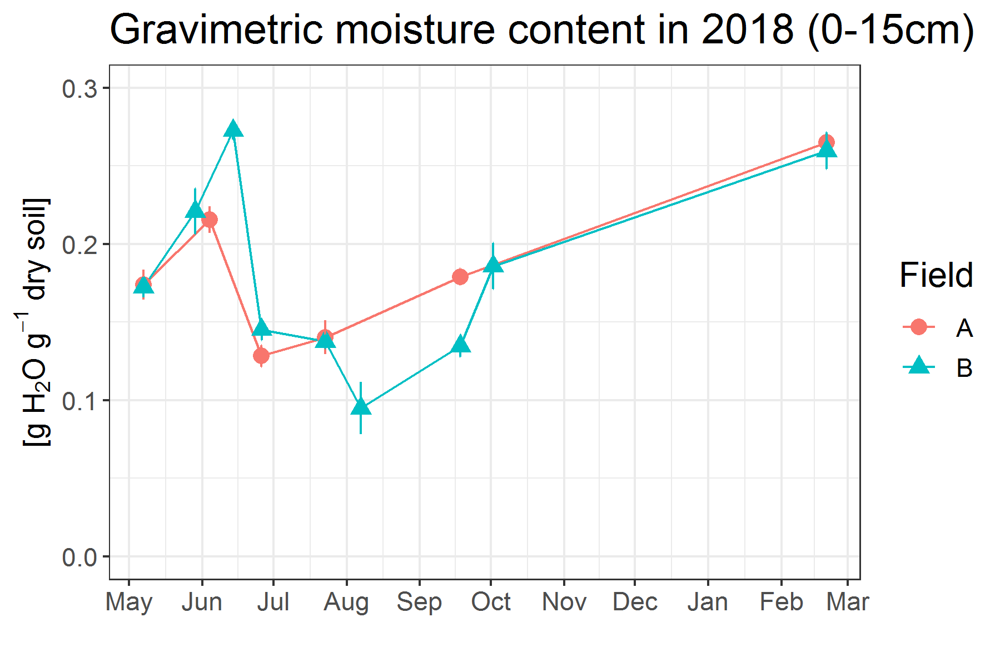 Gravimetric moisture content in 2018 (0-15cm)
[g H₂O g⁻¹ dry soil]
0.3
0.2
0.1
0.0
May Jun Jul Aug Sep Oct Nov Dec Jan Feb Mar
Field
A
B